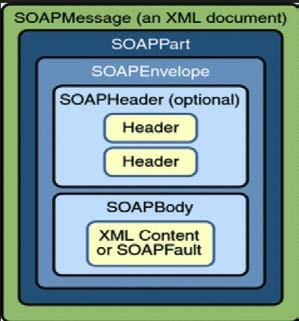 SOAPMessage (an XML document)
SOAPPart
SOAPEnvelope
SOAPHeader (optional)
Header
Header
SOAPBody
XML Content
or SOAPFault